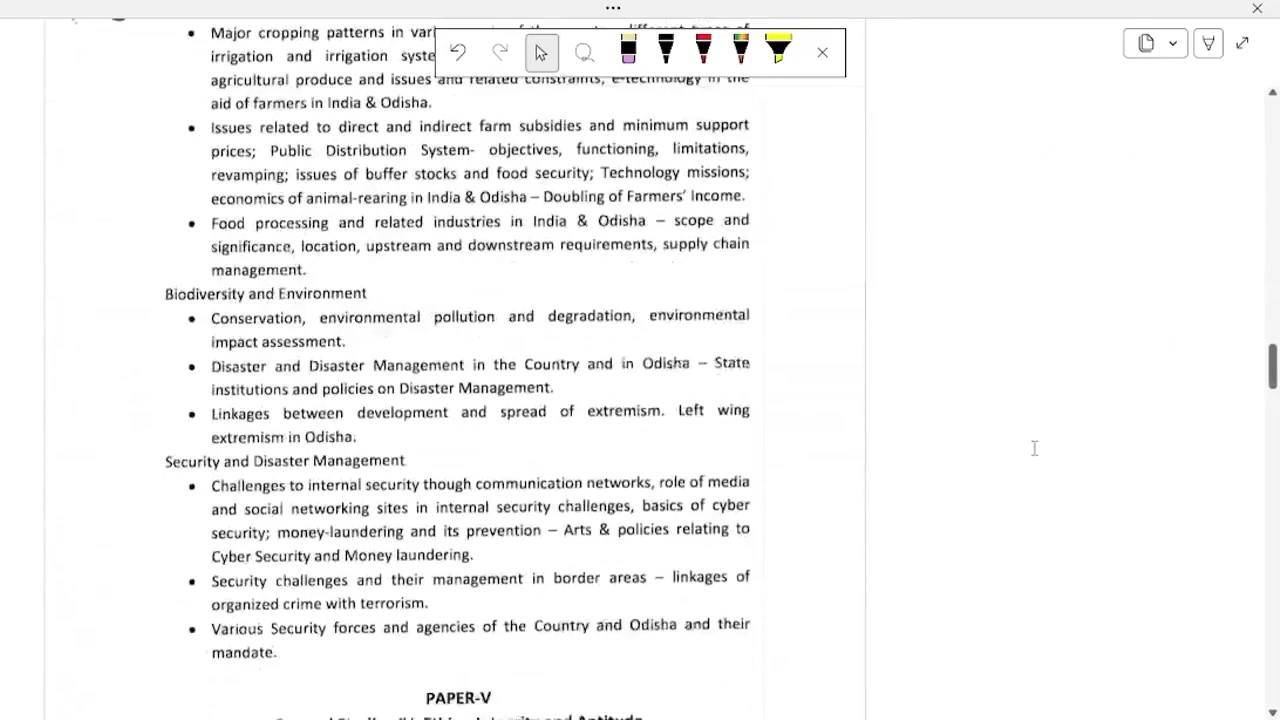 Major cropping patterns in
irrigation and irrigation
agricultural produce and issues and related constraints, e-technology in the
aid of farmers in India & Odisha.
Issues related to direct and indirect farm subsidies and minimum support
prices; Public Distribution System- objectives, functioning, limitations,
revamping; issues of buffer stocks and food security; Technology missions;
economics of animal-rearing in India & Odisha – Doubling of Farmers' Income.
Food processing and related industries in India & Odisha – scope and
significance, location, upstream and downstream requirements, supply chain
management.
Biodiversity and Environment
Conservation, environmental pollution and degradation, environmental
impact assessment.
Disaster and Disaster Management in the Country and in Odisha – State
institutions and policies on Disaster Management.
Linkages between development and spread of extremism. Left wing
extremism in Odisha.
Security and Disaster Management
Challenges to internal security though communication networks, role of media
and social networking sites in internal security challenges, basics of cyber
security; money-laundering and its prevention – Arts & policies relating to
Cyber Security and Money laundering.
Security challenges and their management in border areas – linkages of
organized crime with terrorism.
Various Security forces and agencies of the Country and Odisha and their
mandate.
PAPER-V